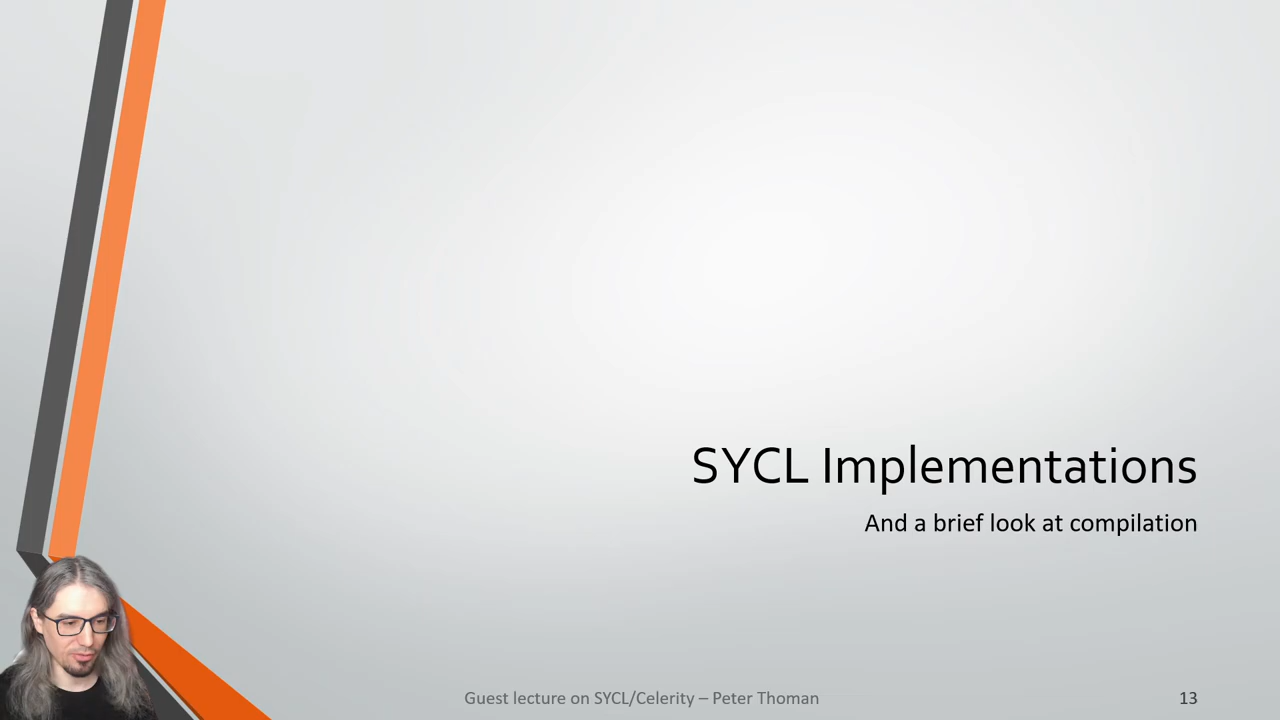 SYCL Implementations
And a brief look at compilation
Guest lecture on SYCL/Celerity – Peter Thoman
13